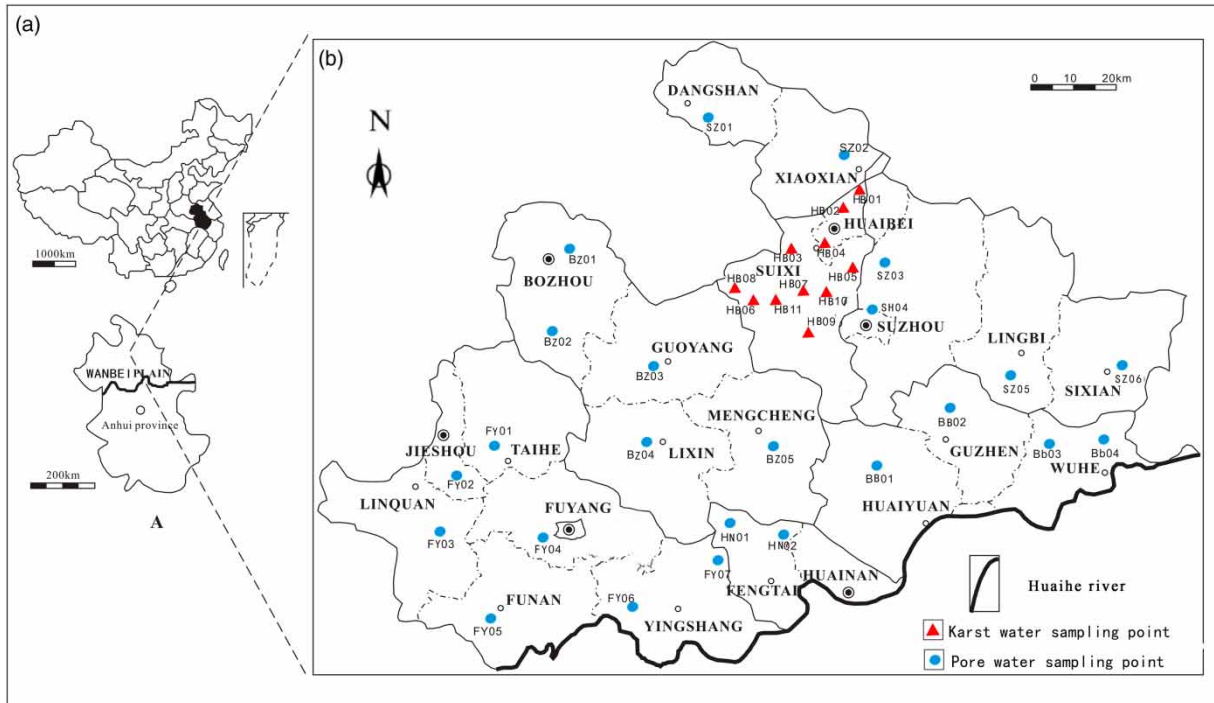 (a)
1000km
WANBEIPLAIN
Anhui province
200km
A
(b)
N
0 10 20km
DANGSHAN
SZ01
SZ02
XIAOXIAN
HB01
HB02
HUAIBEI
HB03
HB04
SUIXI
HB05
SZ03
HB08
HB07
HB10
HB06
HB11
HB09
SH04
SUZHOU
BZ01
BOZHOU
BZ02
GUOYANG
BZ03
LINGBI
SZ05
SIXIAN
SZ06
MENGCHENG
BB02
GUZHEN
FY01
JIESHOU
TAIHE
BZ04
LIXIN
BZ05
Bb03
Bb04
WUHE
FY02
LINQUAN
BB01
HUAIYUAN
FUYANG
FY03
FY04
HN01
HN02
FY07
FENGTAI
HUAINAN
FUNAN
FY05
FY06
YINGSHANG
Huaihe river
Karst water sampling point
Pore water sampling point